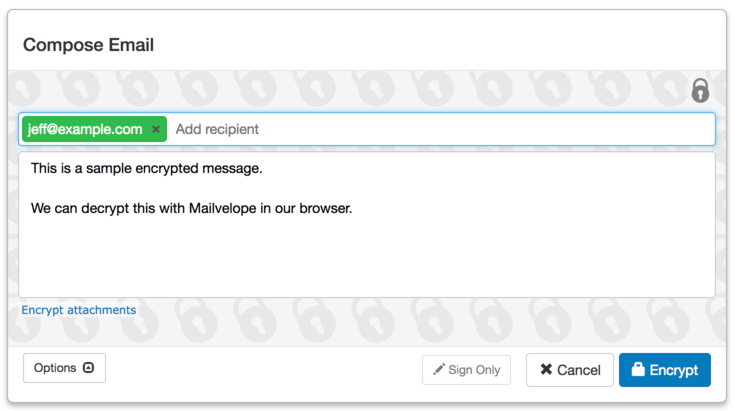 Compose Email
jeff@example.com × Add recipient
This is a sample encrypted message.
We can decrypt this with Mailvelope in our browser.
Encrypt attachments
Options
Sign Only
Cancel
Encrypt